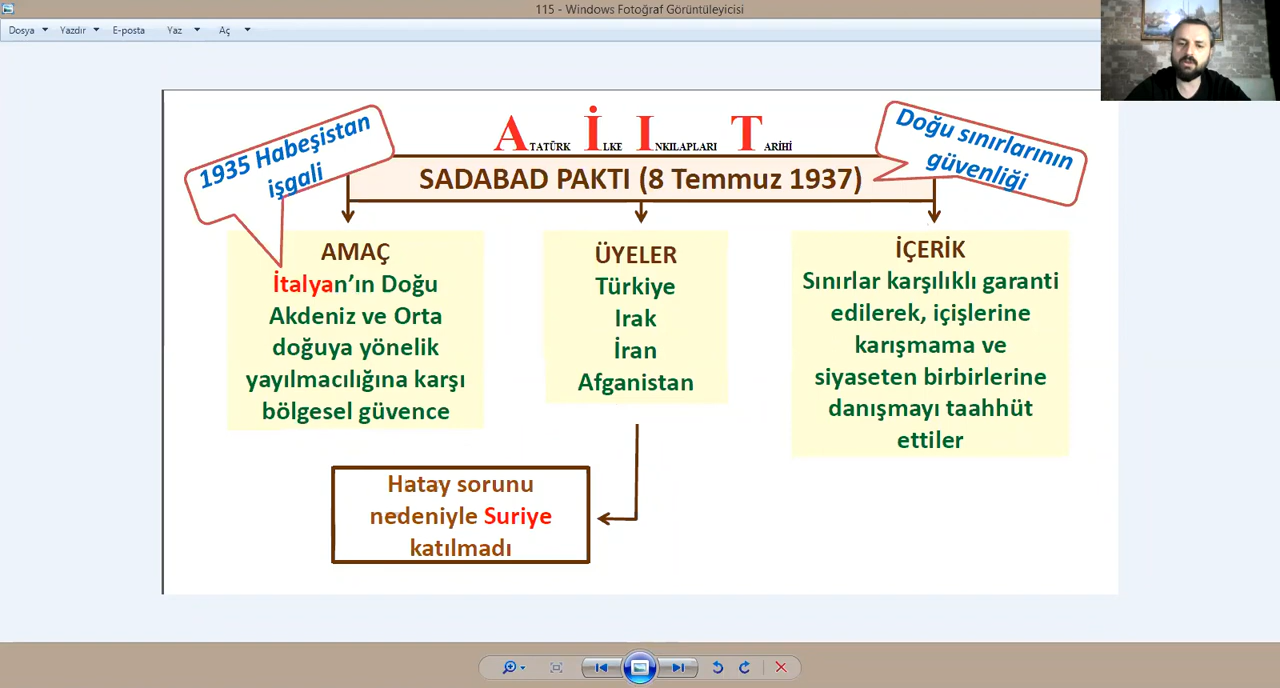 115 - Windows Fotoğraf Görüntüleyicisi
Dosya Yazdır E-posta Yaz Aç
ATATÜRK İLKE INKILAPLARI TARİHİ
1935 Habeşistan
işgali
SADABAD PAKTI (8 Temmuz 1937)
Doğu sınırlarının
güvenliği
AMAÇ
İtalyan’ın Doğu
Akdeniz ve Orta
doğuya yönelik
yayılmacılığına karşı
bölgesel güvence
ÜYELER
Türkiye
Irak
İran
Afganistan
İÇERİK
Sınırlar karşılıklı garanti
edilerek, içişlerine
karışmama ve
siyaseten birbirlerine
danışmayı taahhüt
ettiler
Hatay sorunu
nedeniyle Suriye
katılmadı